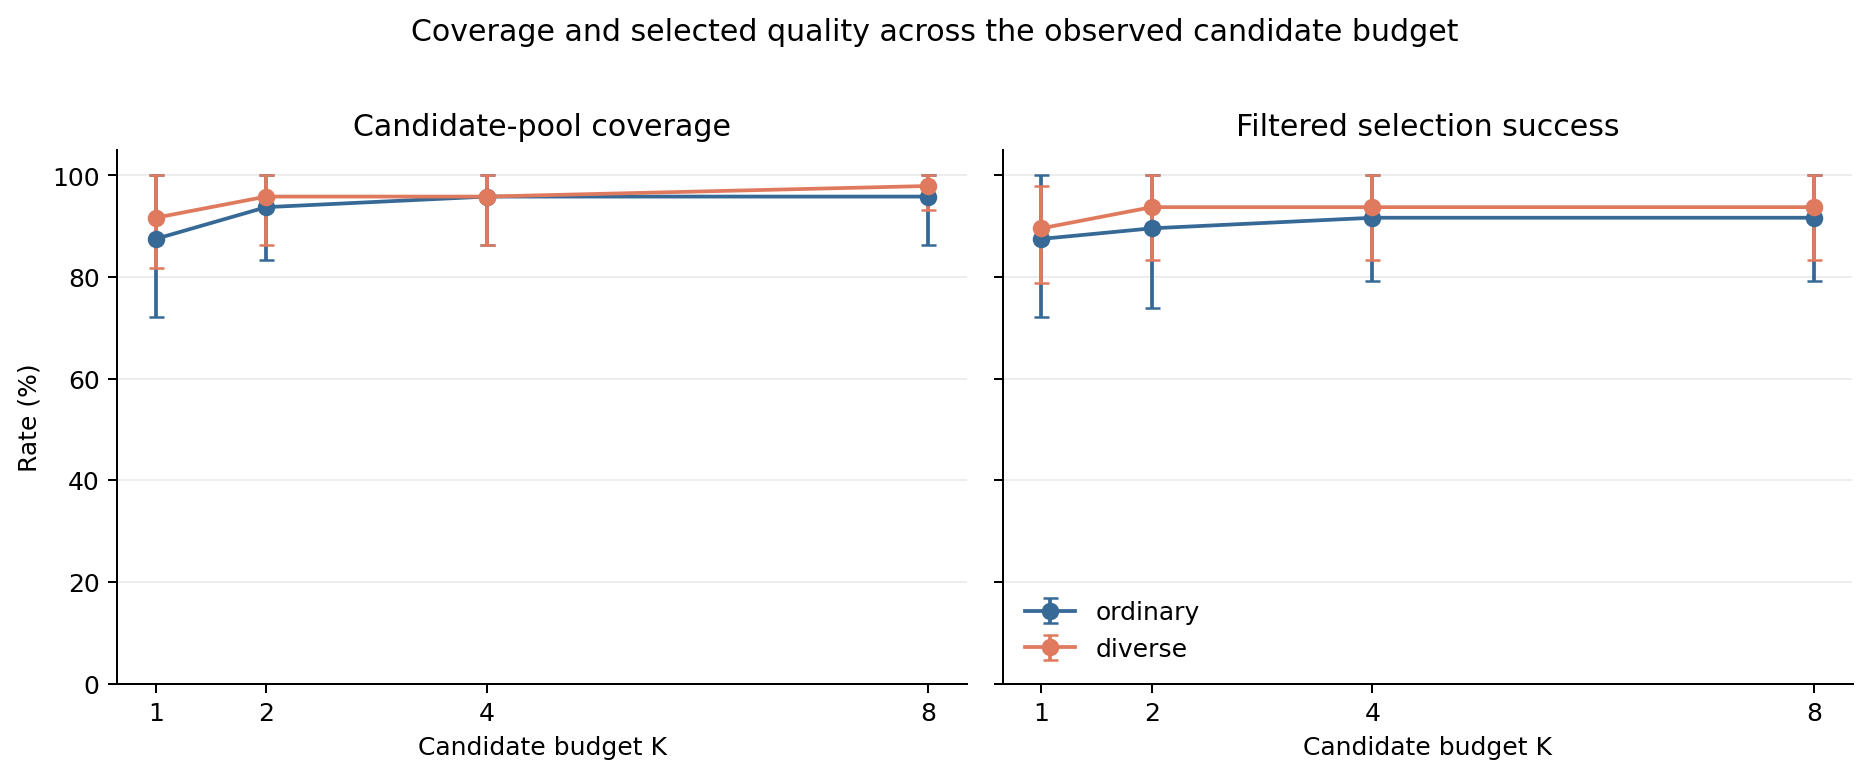 Coverage and selected quality across the observed candidate budget
Candidate-pool coverage
Rate (%)
100
80
60
40
20
0
1 2 4 8
Candidate budget K
Filtered selection success
ordinary
diverse
1 2 4 8
Candidate budget K